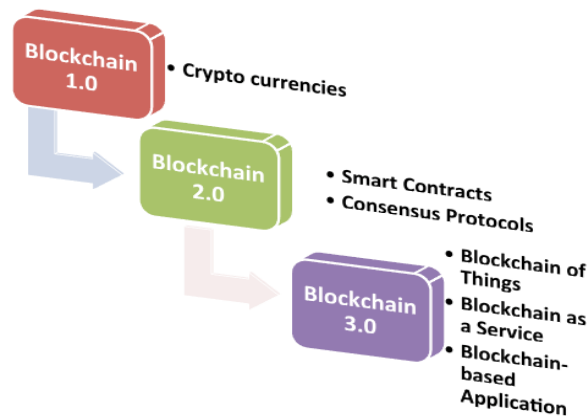 Blockchain
1.0
• Crypto currencies
Blockchain
2.0
• Smart Contracts
• Consensus Protocols
Blockchain
3.0
• Blockchain of
Things
• Blockchain as
a Service
• Blockchain-
based
Application